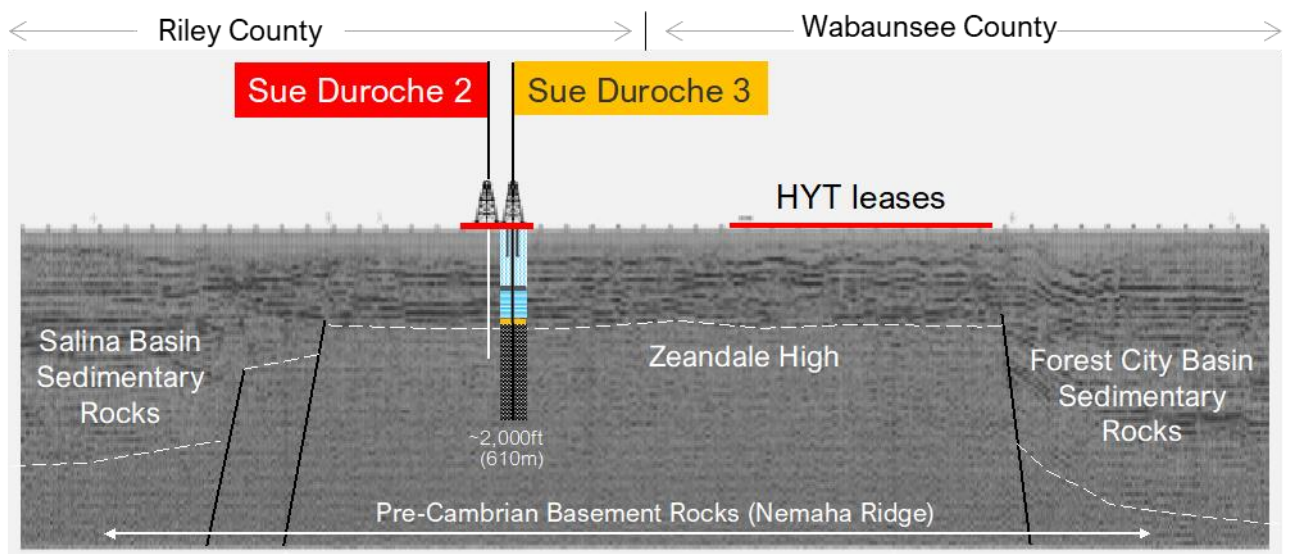 Riley County
Wabaunsee County
Sue Duroche 2
Sue Duroche 3
HYT leases
Salina Basin
Sedimentary
Rocks
Zeandale High
Forest City Basin
Sedimentary
Rocks
~2,000ft
(610m)
Pre-Cambrian Basement Rocks (Nemaha Ridge)